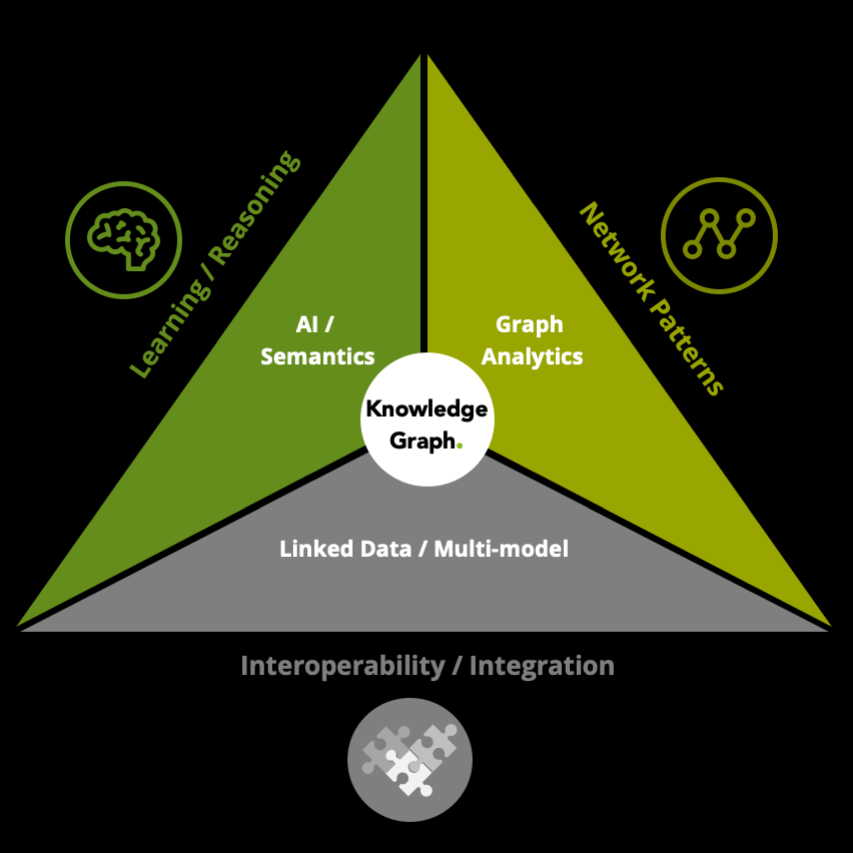 Learning / Reasoning
Network Patterns
AI /
Semantics
Graph
Analytics
Knowledge
Graph.
Linked Data / Multi-model
Interoperability / Integration